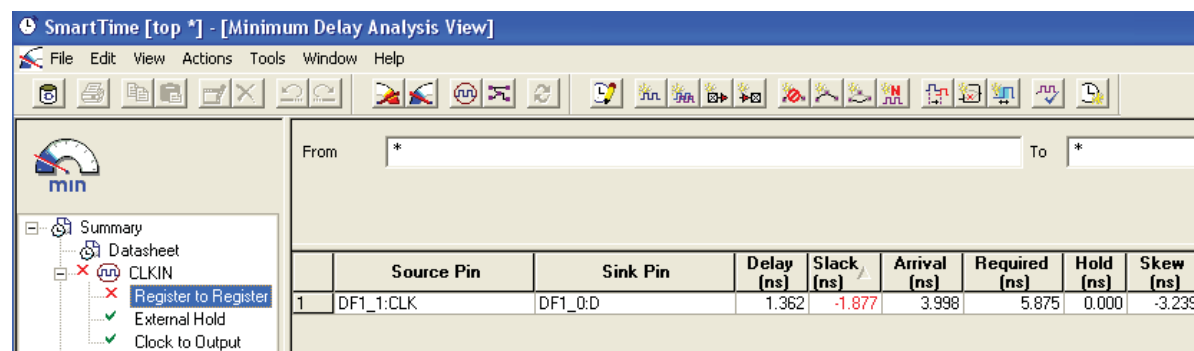 SmartTime [top *] - [Minimum Delay Analysis View]
File Edit View Actions Tools Window Help
From * To *
min
Summary
Datasheet
CLKIN
Register to Register
External Hold
Clock to Output
Source Pin Sink Pin Delay (ns) Slack (ns) Arrival (ns) Required (ns) Hold (ns) Skew (ns)
1 DF1_1:CLK DF1_0:D 1.362 -1.877 3.998 5.875 0.000 -3.239